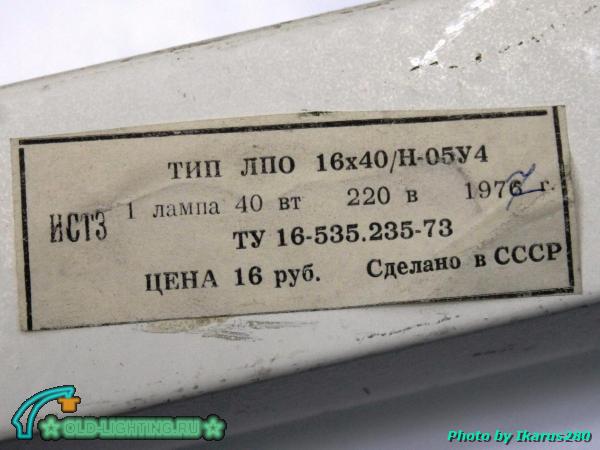 ТИП ЛПО 16х40/Н-05У4
ИСТЗ
1 лампа 40 вт 220 в 1977 г.
ТУ 16-535.235-73
ЦЕНА 16 руб. Сделано в СССР
OLD-LIGHTING.RU
Photo by Ikarus280